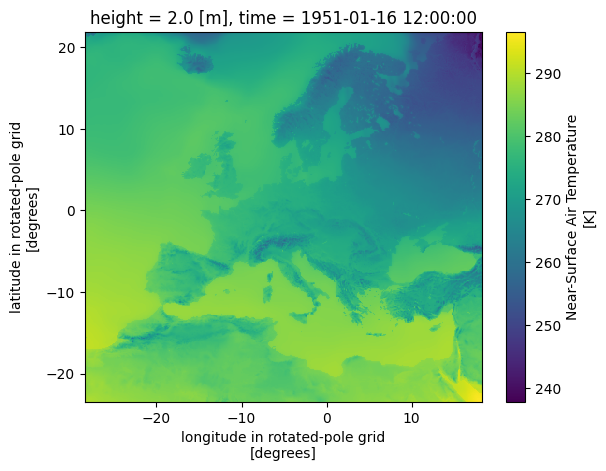 height = 2.0 [m], time = 1951-01-16 12:00:00
20
10
0
−10
−20
latitude in rotated-pole grid
[degrees]
−20
−10
0
10
longitude in rotated-pole grid
[degrees]
290
280
270
260
250
240
Near-Surface Air Temperature
[K]